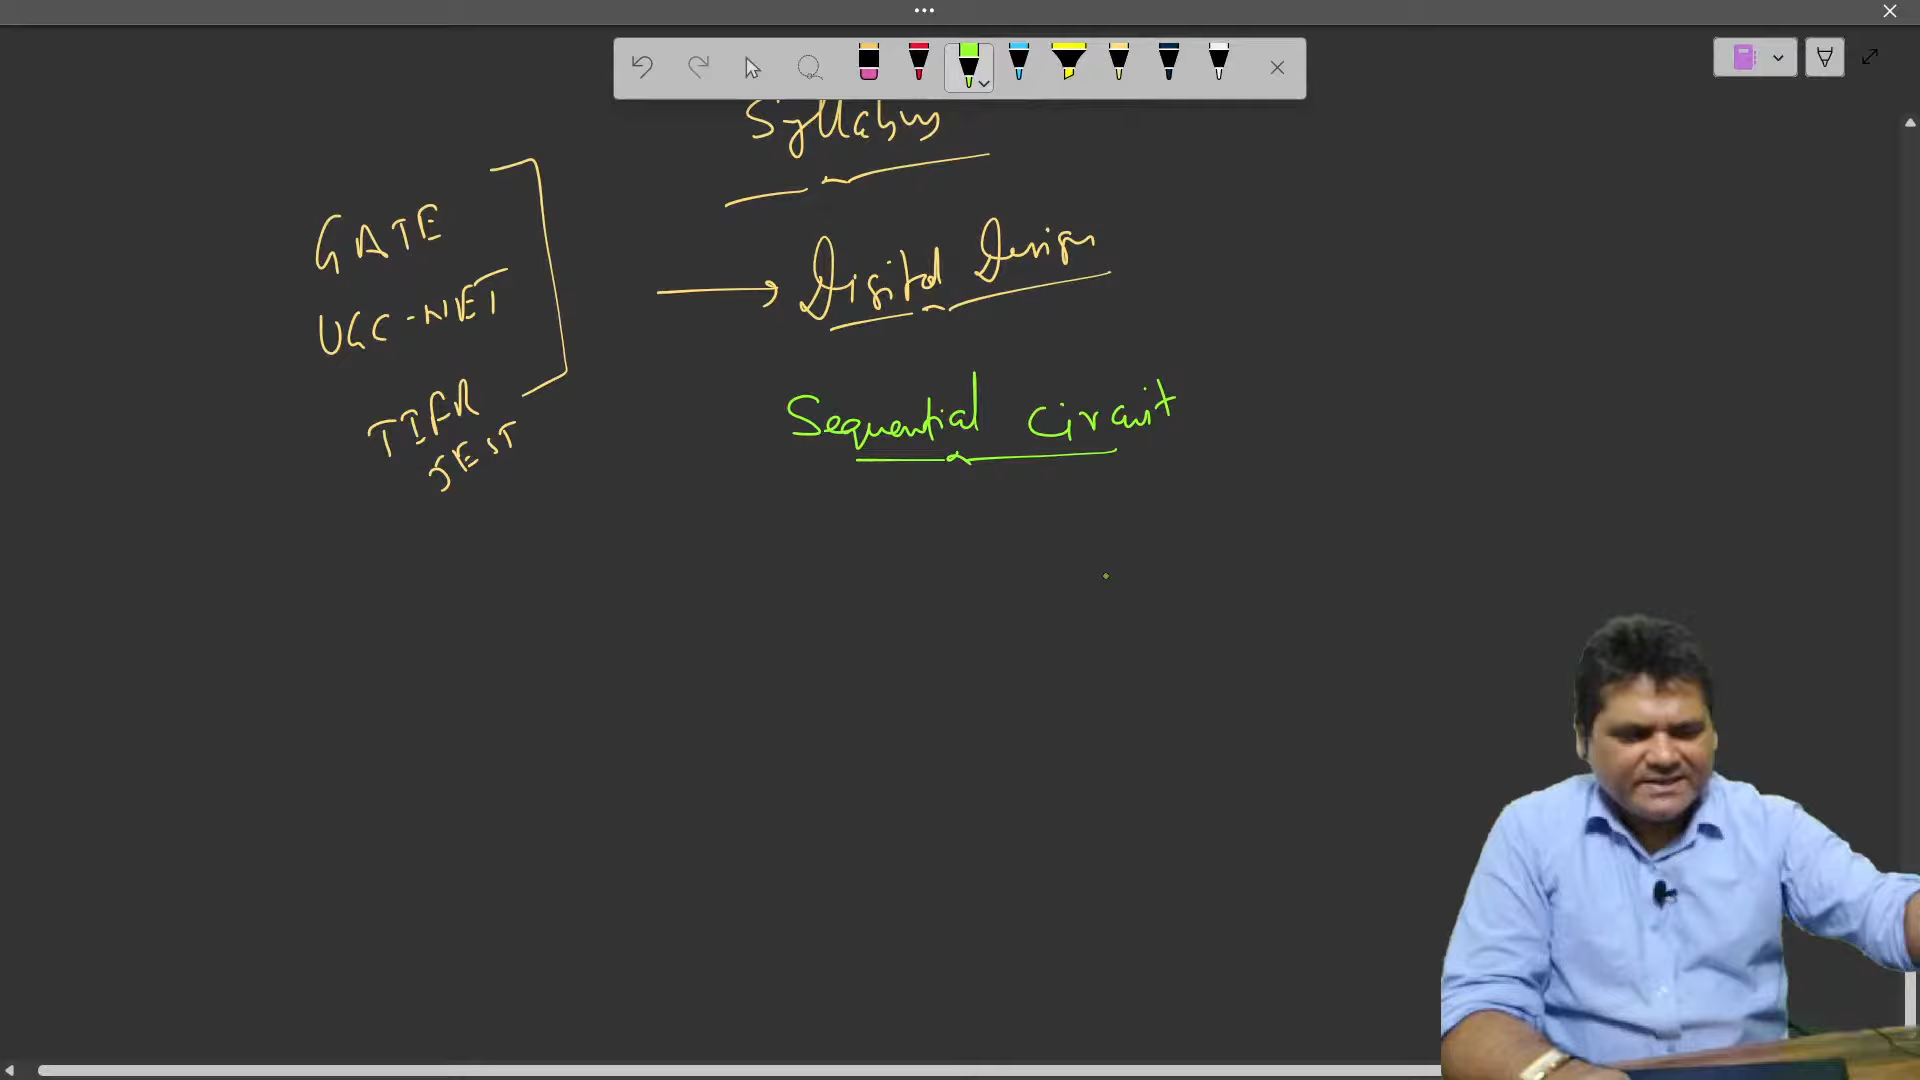 Syllabus
GATE
UGC-NET
TIFR
JEST
Digital Design
Sequential Circuit